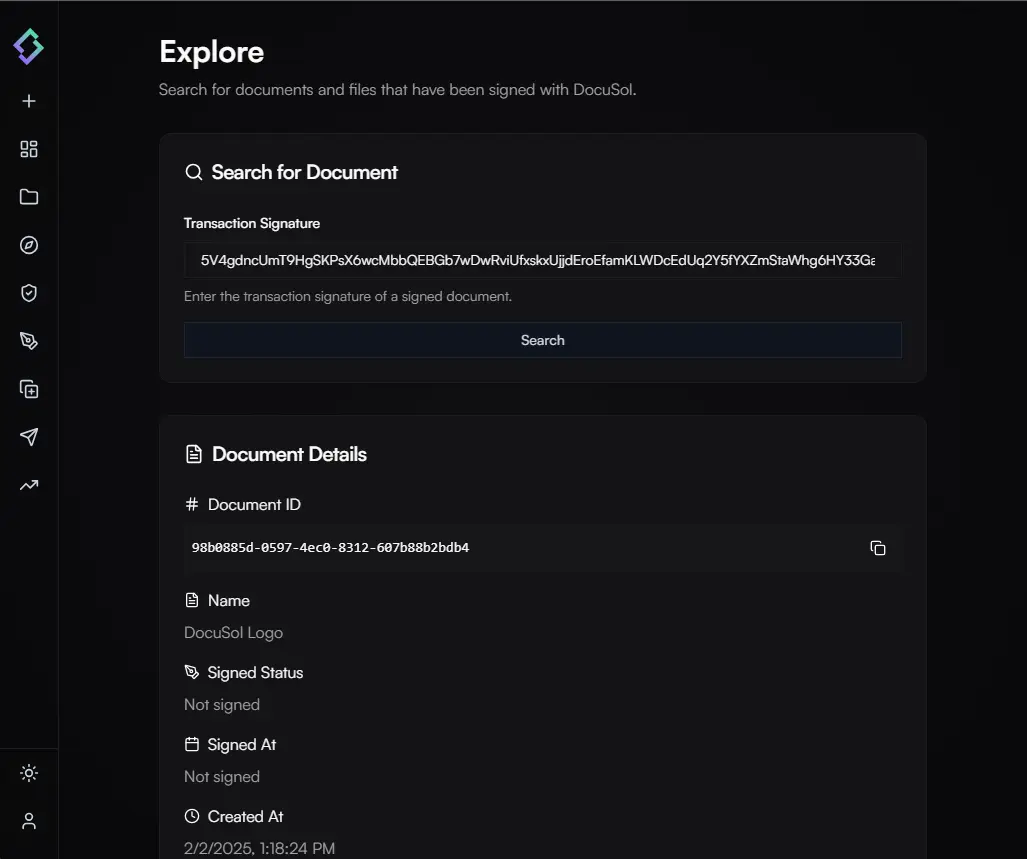 Explore
Search for documents and files that have been signed with DocuSol.
Search for Document
Transaction Signature
5V4gdncUmT9HgSKPsX6wcMbbQEBGb7wDwRviUfxskxUjjdEroEfamKLWDcEdUq2Y5fYXZmStaWhg6HY33Ga
Enter the transaction signature of a signed document.
Search
Document Details
# Document ID
98b0885d-0597-4ec0-8312-607b88b2bdb4
Name
DocuSol Logo
Signed Status
Not signed
Signed At
Not signed
Created At
2/2/2025, 1:18:24 PM